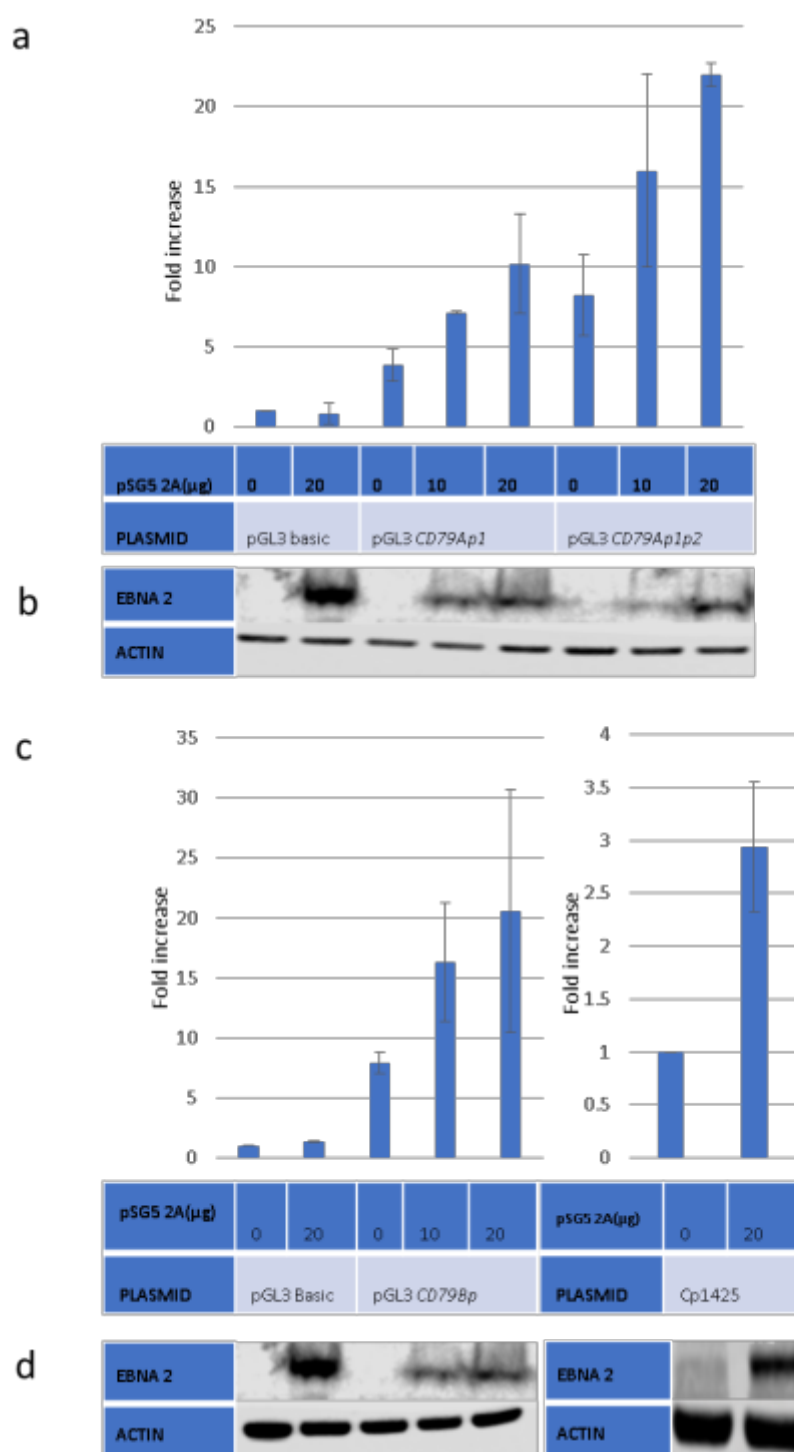 a
25
20
15
10
5
0
Fold increase
pSG5 2A(µg) 0 20 0 10 20 0 10 20
PLASMID pGL3 basic pGL3 CD79Ap1 pGL3 CD79Ap1p2
b
EBNA 2
ACTIN
c
35
30
25
20
15
10
5
0
Fold increase
4
3.5
3
2.5
2
1.5
1
0.5
0
Fold increase
pSG5 2A(µg) 0 20 0 10 20 pSG5 2A(µg) 0 20
PLASMID pGL3 Basic pGL3 CD79Bp PLASMID Cp1425
d
EBNA 2 EBNA 2
ACTIN ACTIN